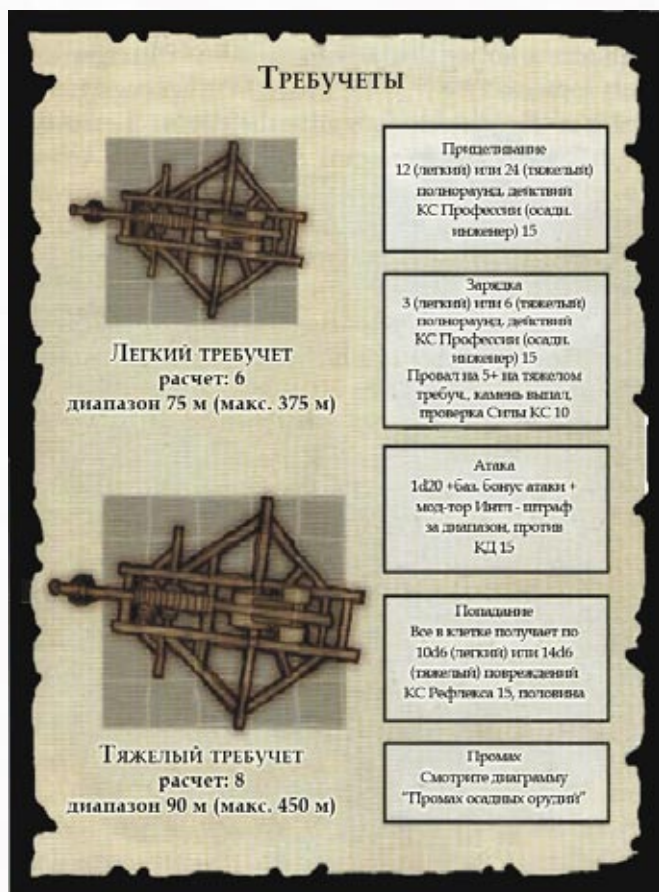 Требучеты
Легкий требучет
расчет: 6
диапазон 75 м (макс. 375 м)
Тяжелый требучет
расчет: 8
диапазон 90 м (макс. 450 м)
Прицеливание
12 (легкий) или 24 (тяжелый)
полнораунд. действий
КС Профессии (осадн.
инженер) 15
Зарядка
3 (легкий) или 6 (тяжелый)
полнораунд. действий
КС Профессии (осадн.
инженер) 15
Провал на 5+ на тяжелом
требуч., камень выпал,
проверка Силы КС 10
Атака
1d20 +баз. бонус атаки +
мод-тор Интл - штраф
за диапазон, против
КД 15
Попадание
Все в клетке получает по
10d6 (легкий) или 14d6
(тяжелый) повреждений
КС Рефлекса 15, половина
Промах
Смотрите диаграмму
"Промах осадных орудий"